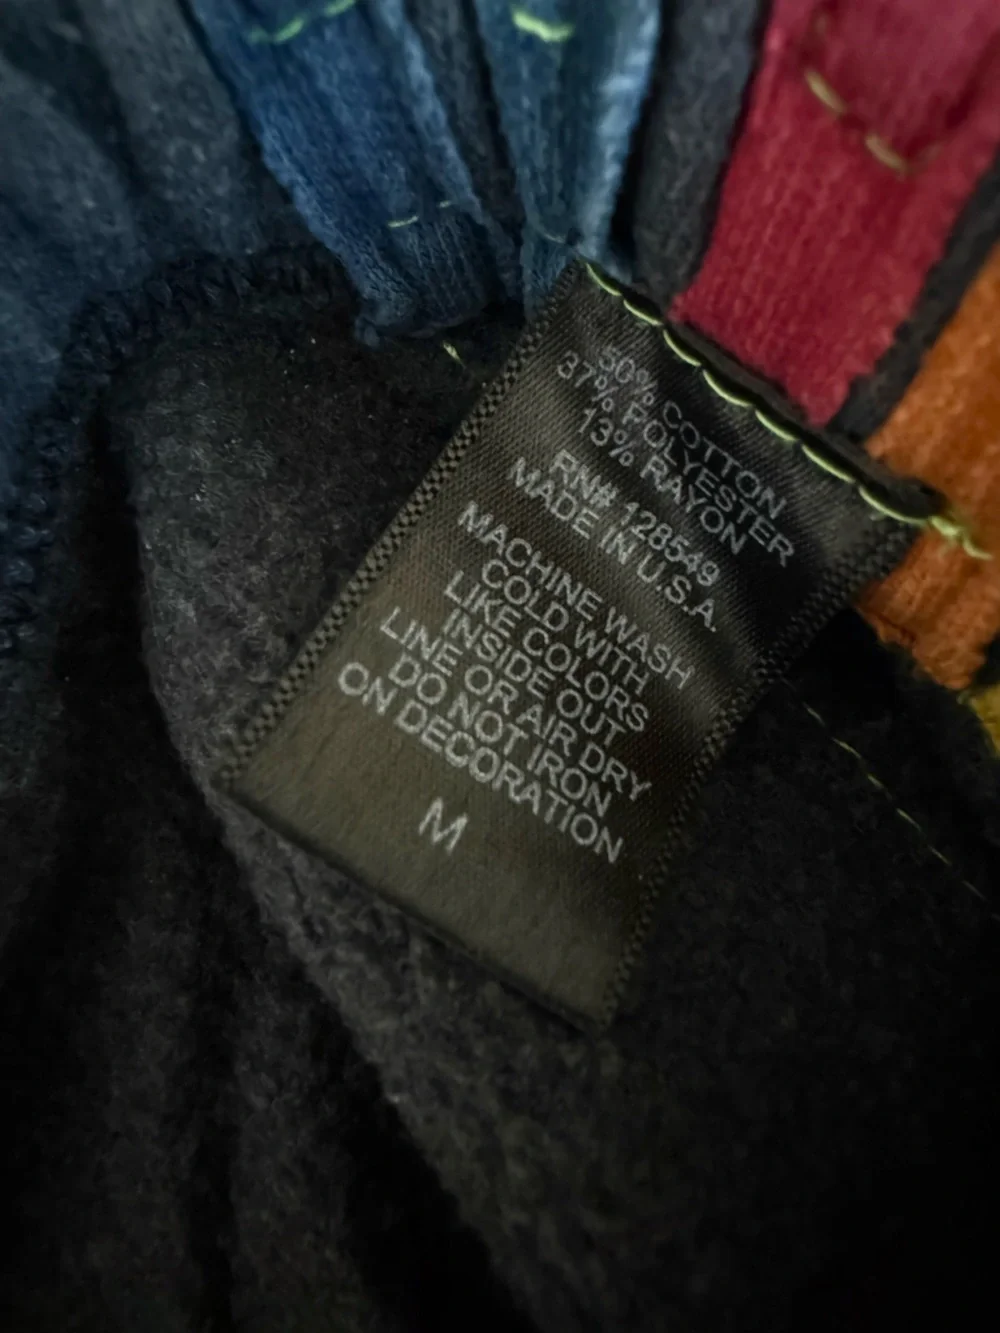 50% COTTON
37% POLYESTER
13% RAYON
RN# 128549
MADE IN U.S.A.
MACHINE WASH
COLD WITH
LIKE COLORS
INSIDE OUT
LINE OR AIR DRY
DO NOT IRON
ON DECORATION
M